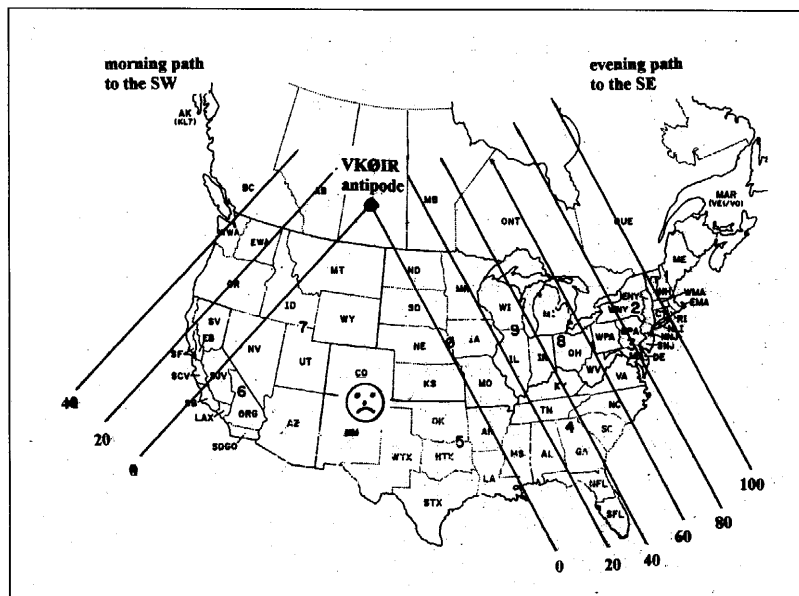 morning path
to the SW
evening path
to the SE
AK
(KL7)
VKØIR
antipode
BC
AB
MB
ONT
QUE
MAR
(VE1/VO)
WWA
EWA
MT
ND
MN
ME
OR
ID
SD
WI
MI
ENY
NH
WMA
EMA
WNY
2
CT
RI
7
WY
SV
EB
NV
UT
NE
Ø
IA
9
8
IL
IN
OH
WPA
EPA
NNJ
SNJ
DE
SF
SCV
SJV
SB
LAX
6
ORG
SDGO
AZ
CO
NM
KS
MO
KY
WV
VA
TN
NC
OK
5
AR
4
SC
WTX
NTX
MS
AL
GA
LA
STX
NFL
SFL
40
20
0
0
20
40
60
80
100